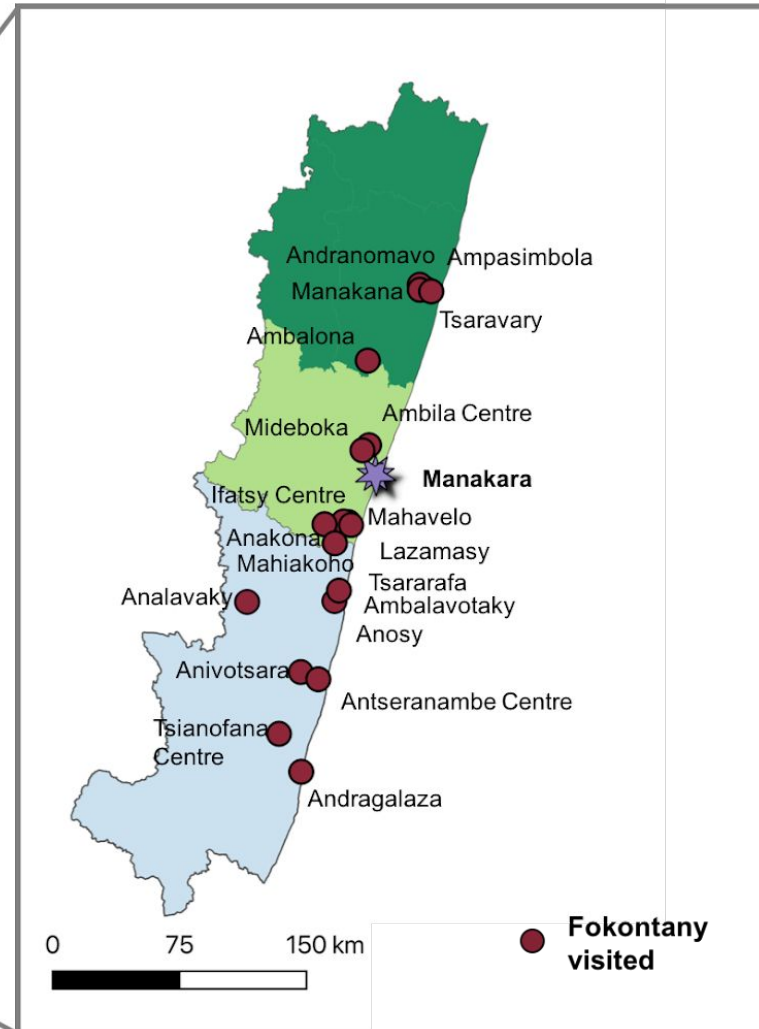 Andranomavo
Ampasimbola
Manakana
Tsaravary
Ambalona
Ambila Centre
Mideboka
Manakara
Ifatsy Centre
Mahavelo
Anakona
Lazamasy
Mahiakoho
Tsararafa
Analavaky
Ambalavotaky
Anosy
Anivotsara
Antseranambe Centre
Tsianofana
Centre
Andragalaza
0 75 150 km
Fokontany
visited